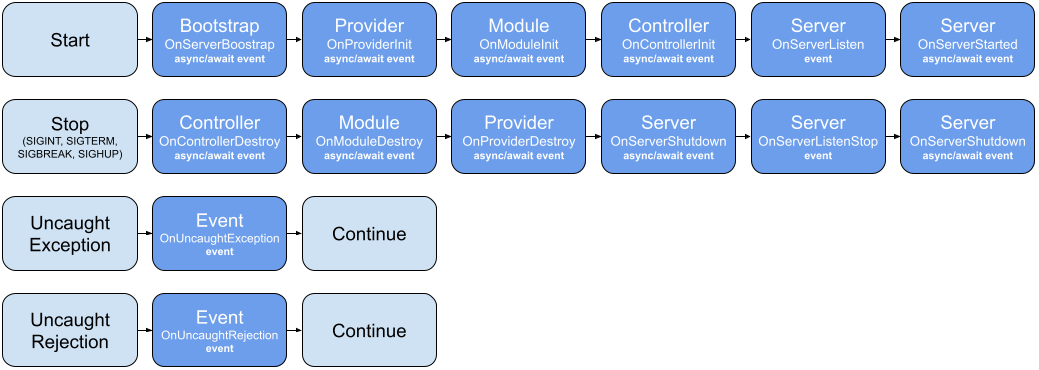 Start
Bootstrap
OnServerBoostrap
async/await event
Provider
OnProviderInit
async/await event
Module
OnModuleInit
async/await event
Controller
OnControllerInit
async/await event
Server
OnServerListen
event
Server
OnServerStarted
async/await event
Stop
(SIGINT, SIGTERM,
SIGBREAK, SIGHUP)
Controller
OnControllerDestroy
async/await event
Module
OnModuleDestroy
async/await event
Provider
OnProviderDestroy
async/await event
Server
OnServerShutdown
async/await event
Server
OnServerListenStop
event
Server
OnServerShutdown
async/await event
Uncaught
Exception
Event
OnUncaughtException
event
Continue
Uncaught
Rejection
Event
OnUncaughtRejection
event
Continue